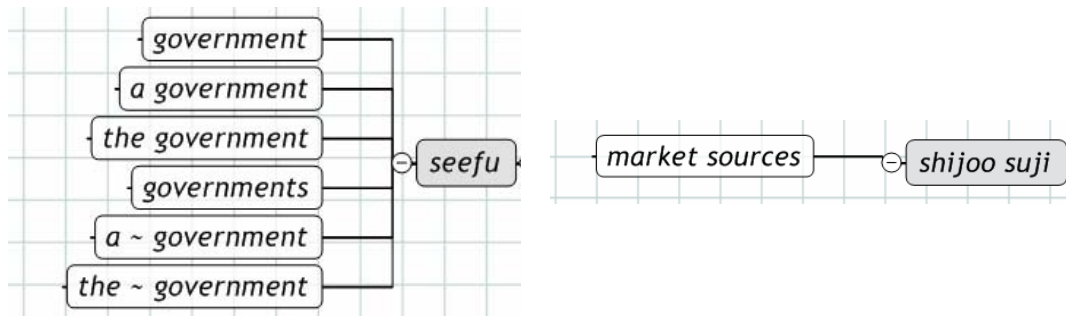 government
a government
the government
governments
a ~ government
the ~ government
seefu
market sources
shijoo suji